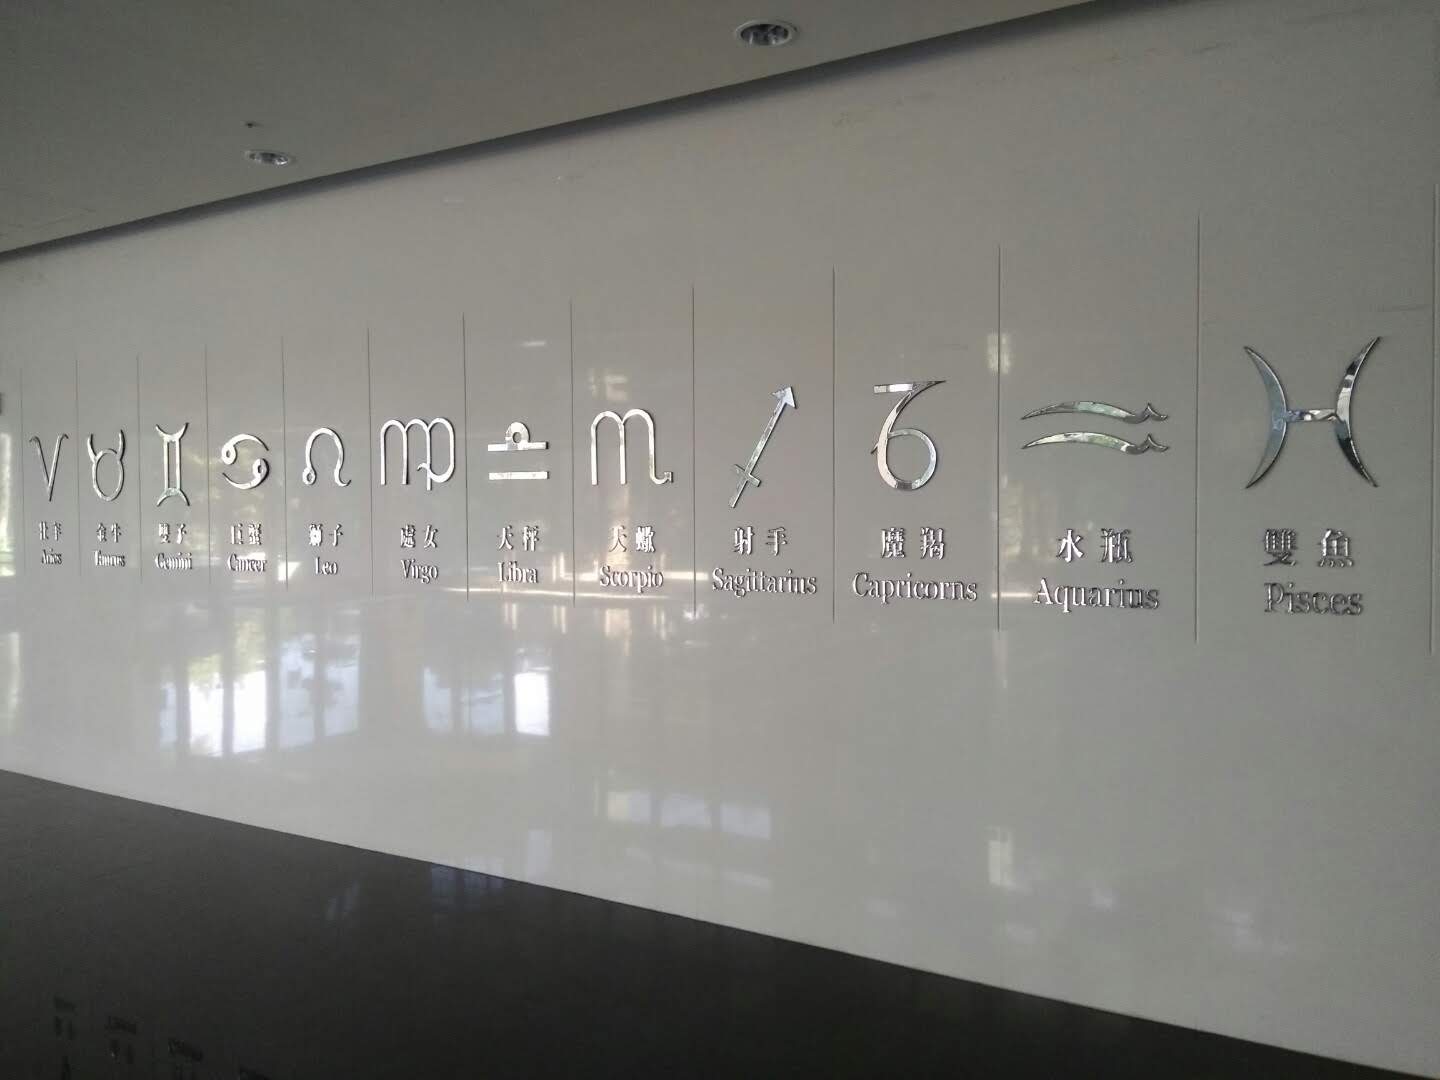 牡羊
Aries
金牛
Taurus
雙子
Gemini
巨蟹
Cancer
獅子
Leo
處女
Virgo
天秤
Libra
天蠍
Scorpio
射手
Sagittarius
魔羯
Capricorns
水瓶
Aquarius
雙魚
Pisces